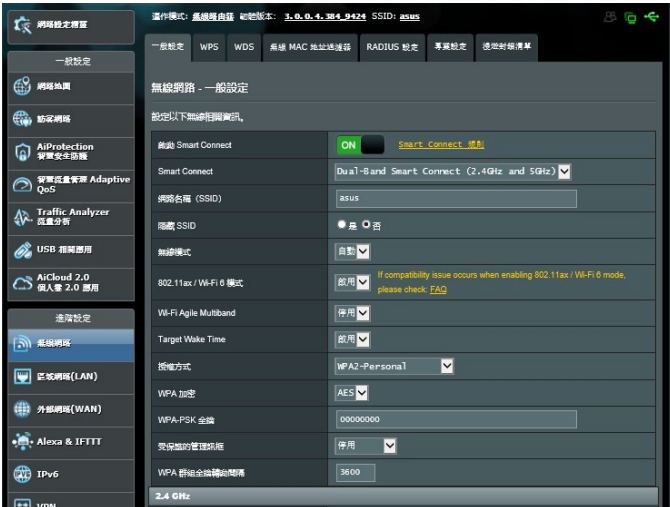 網路設定精靈
操作模式: 無線路由器 韌體版本: 3.0.0.4.384_9424 SSID: asus
一般設定 WPS WDS 無線 MAC 地址過濾器 RADIUS 設定 專業設定 漫遊封鎖清單
一般設定
網路地圖
訪客網路
AiProtection
智慧安全防護
智慧流量管理 Adaptive
QoS
Traffic Analyzer
流量分析
USB 相關應用
AiCloud 2.0
個人雲 2.0 應用
進階設定
無線網路
區域網路(LAN)
外部網路(WAN)
Alexa & IFTTT
IPv6
VPN
無線網路 - 一般設定
設定以下無線相關資訊。
啟動 Smart Connect ON Smart Connect 規則
Smart Connect Dual-Band Smart Connect (2.4GHz and 5GHz)
網路名稱 (SSID) asus
隱藏 SSID 是 否
無線模式 自動
802.11ax / Wi-Fi 6 模式 啟用 If compatibility issue occurs when enabling 802.11ax / Wi-Fi 6 mode,
please check: FAQ
Wi-Fi Agile Multiband 停用
Target Wake Time 啟用
授權方式 WPA2-Personal
WPA 加密 AES
WPA-PSK 金鑰 00000000
受保護的管理訊框 停用
WPA 群組金鑰輪動間隔 3600
2.4 GHz